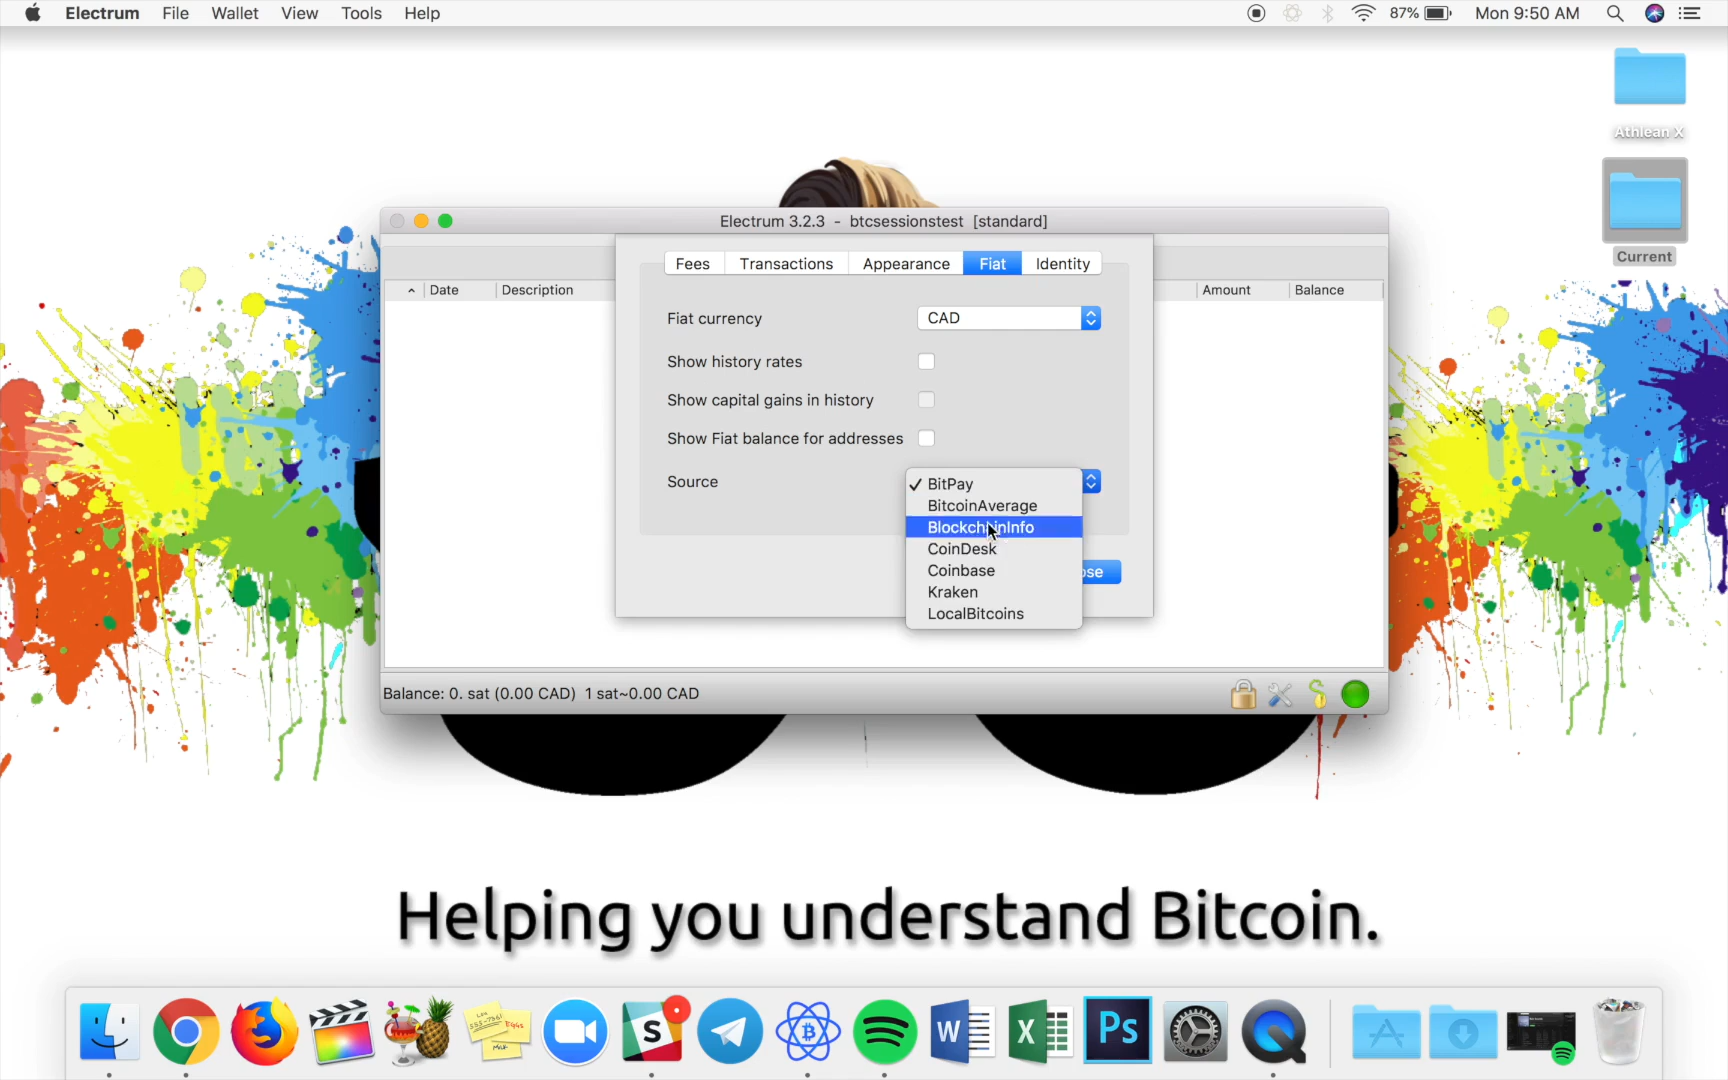 Electrum File Wallet View Tools Help 87% Mon 9:50 AM
Athlean X
Current
Electrum 3.2.3 - btcsessionstest [standard]
Fees Transactions Appearance Fiat Identity
Date Description Amount Balance
Fiat currency CAD
Show history rates
Show capital gains in history
Show Fiat balance for addresses
Source
✓ BitPay
BitcoinAverage
BlockchainInfo
CoinDesk
Coinbase
Kraken
LocalBitcoins
ose
Balance: 0. sat (0.00 CAD) 1 sat~0.00 CAD
Helping you understand Bitcoin.
S W X Ps